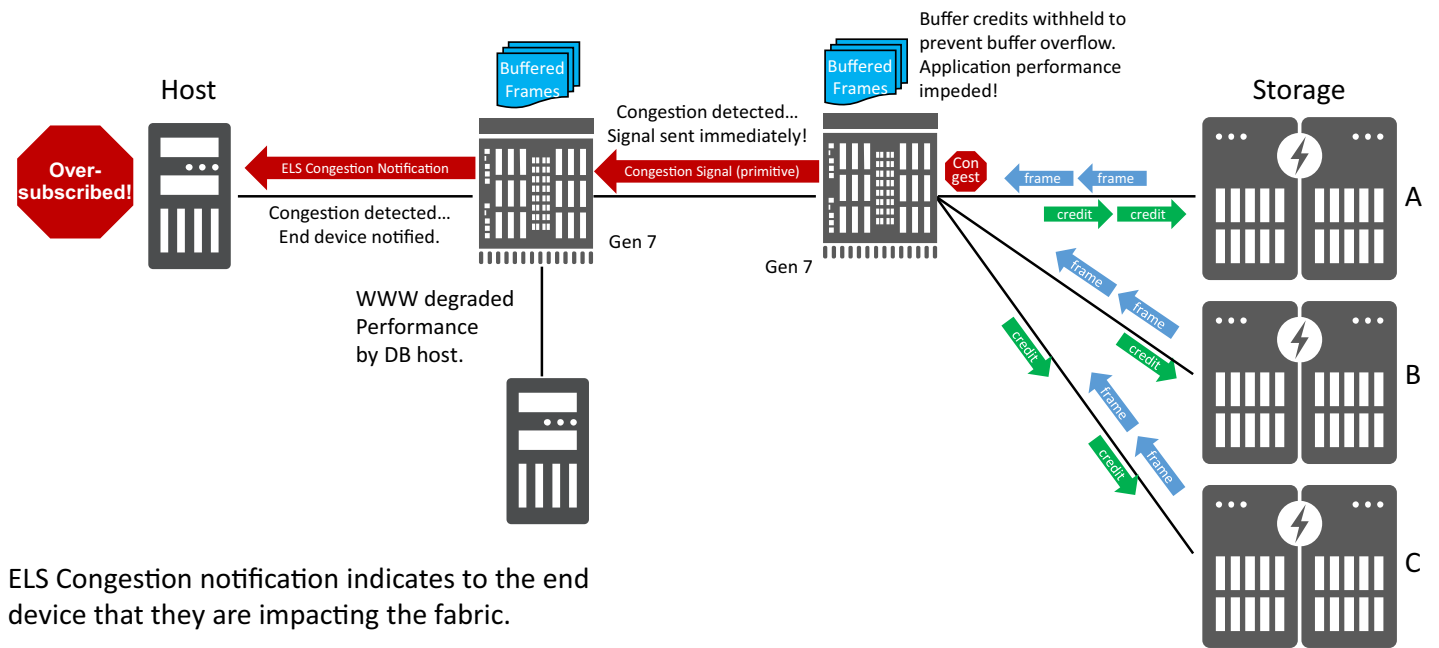 Buffer credits withheld to
prevent buffer overflow.
Application performance
impeded!
Buffered
Frames
Buffered
Frames
Host
Storage
Congestion detected...
Signal sent immediately!
Over-
subscribed!
ELS Congestion Notification
Congestion Signal (primitive)
Con
gest
frame
frame
credit
credit
A
Congestion detected...
End device notified.
Gen 7
Gen 7
frame
frame
credit
B
WWW degraded
Performance
by DB host.
credit
frame
frame
credit
C
ELS Congestion notification indicates to the end
device that they are impacting the fabric.